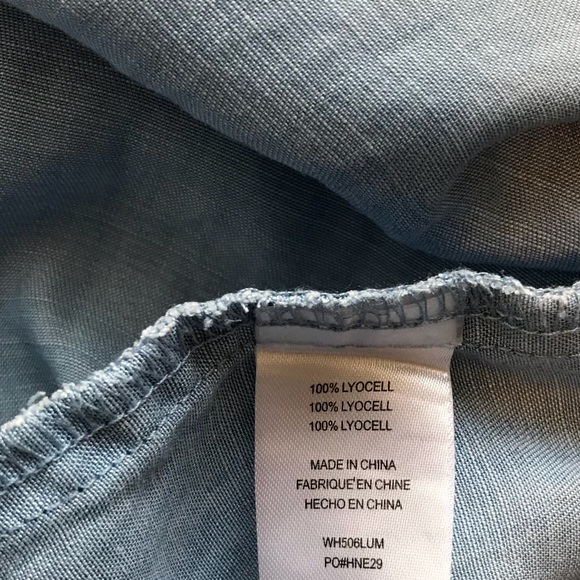 100% LYOCELL
100% LYOCELL
100% LYOCELL
MADE IN CHINA
FABRIQUE'EN CHINE
HECHO EN CHINA
WH506LUM
PO#HNE29